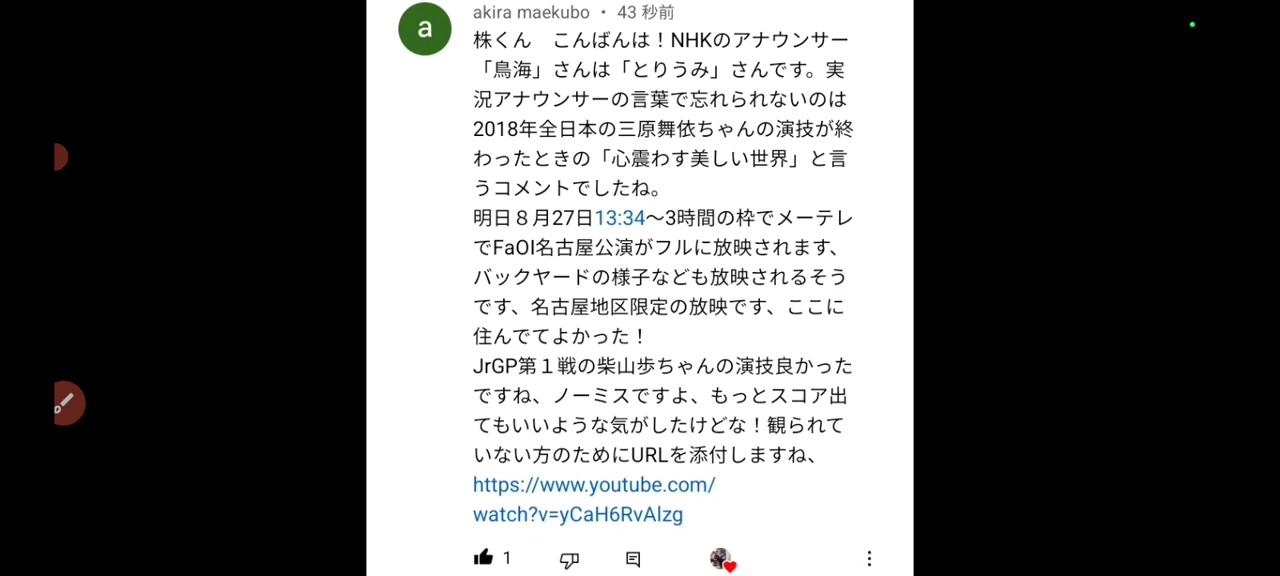 akira maekubo • 43 秒前
a
株くん　こんばんは！NHKのアナウンサー
「鳥海」さんは「とりうみ」さんです。実
況アナウンサーの言葉で忘れられないのは
2018年全日本の三原舞依ちゃんの演技が終
わったときの「心震わす美しい世界」と言
うコメントでしたね。
明日８月27日13:34〜3時間の枠でメーテレ
でFaOI名古屋公演がフルに放映されます、
バックヤードの様子なども放映されるそう
です、名古屋地区限定の放映です、ここに
住んでてよかった！
JrGP第１戦の柴山歩ちゃんの演技良かった
ですね、ノーミスですよ、もっとスコア出
てもいいような気がしたけどな！観られて
いない方のためにURLを添付しますね、
https://www.youtube.com/
watch?v=yCaH6RvAlzg
1